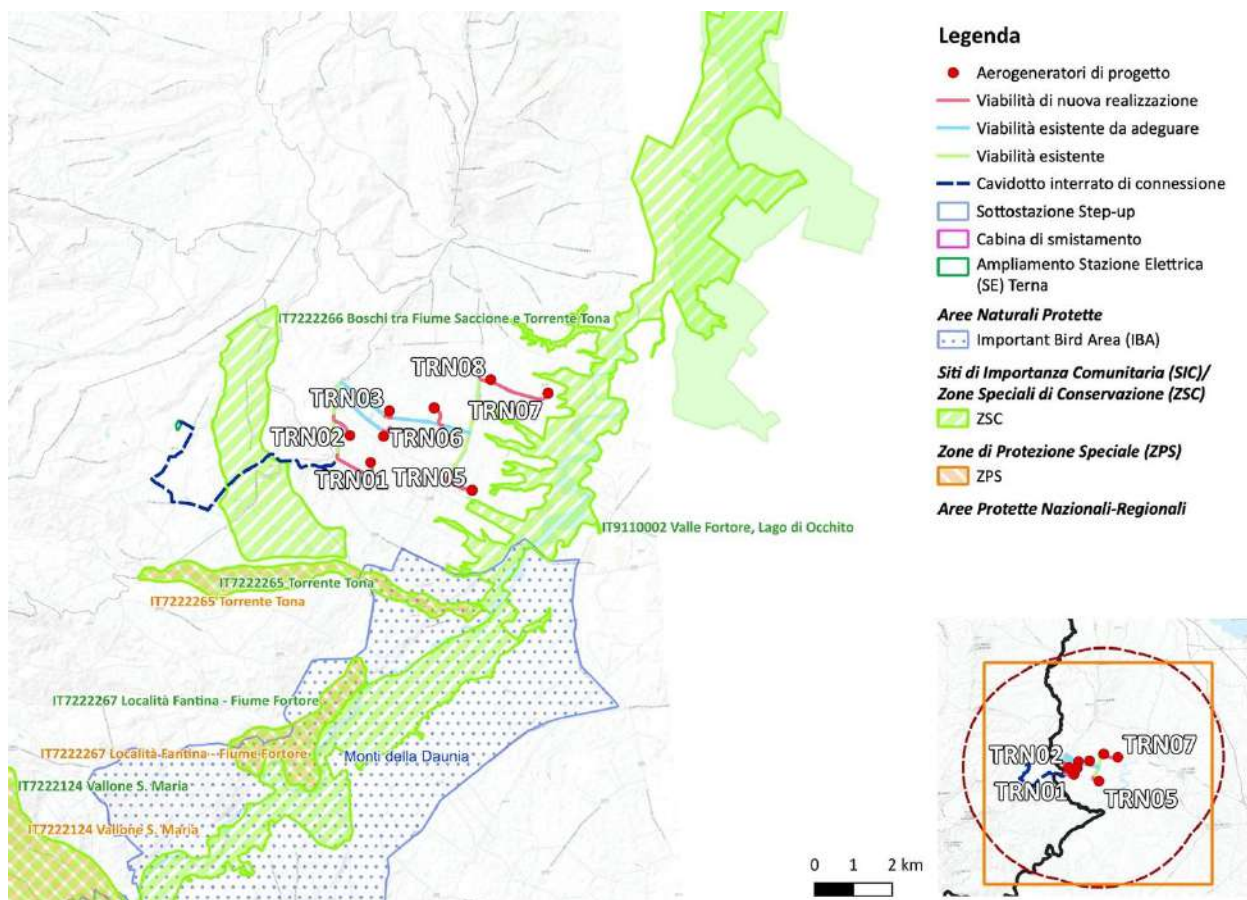 Legenda
Aerogeneratori di progetto
Viabilità di nuova realizzazione
Viabilità esistente da adeguare
Viabilità esistente
Cavidotto interrato di connessione
Sottostazione Step-up
Cabina di smistamento
Ampliamento Stazione Elettrica
(SE) Terna
Aree Naturali Protette
Important Bird Area (IBA)
Siti di Importanza Comunitaria (SIC)/
Zone Speciali di Conservazione (ZSC)
ZSC
Zone di Protezione Speciale (ZPS)
ZPS
Aree Protette Nazionali-Regionali
IT7222266 Boschi tra Fiume Saccione e Torrente Tona
TRN08
TRN03
TRN07
TRN02
TRN06
TRN01
TRN05
IT9110002 Valle Fortore, Lago di Occhito
IT7222265 Torrente Tona
IT7222265 Torrente Tona
IT7222267 Località Fantina - Fiume Fortore
IT7222267 Località Fantina - Fiume Fortore
Monti della Daunia
IT7222124 Vallone S. Maria
IT7222124 Vallone S. Maria
0 1 2 km
TRN02
TRN07
TRN01
TRN05